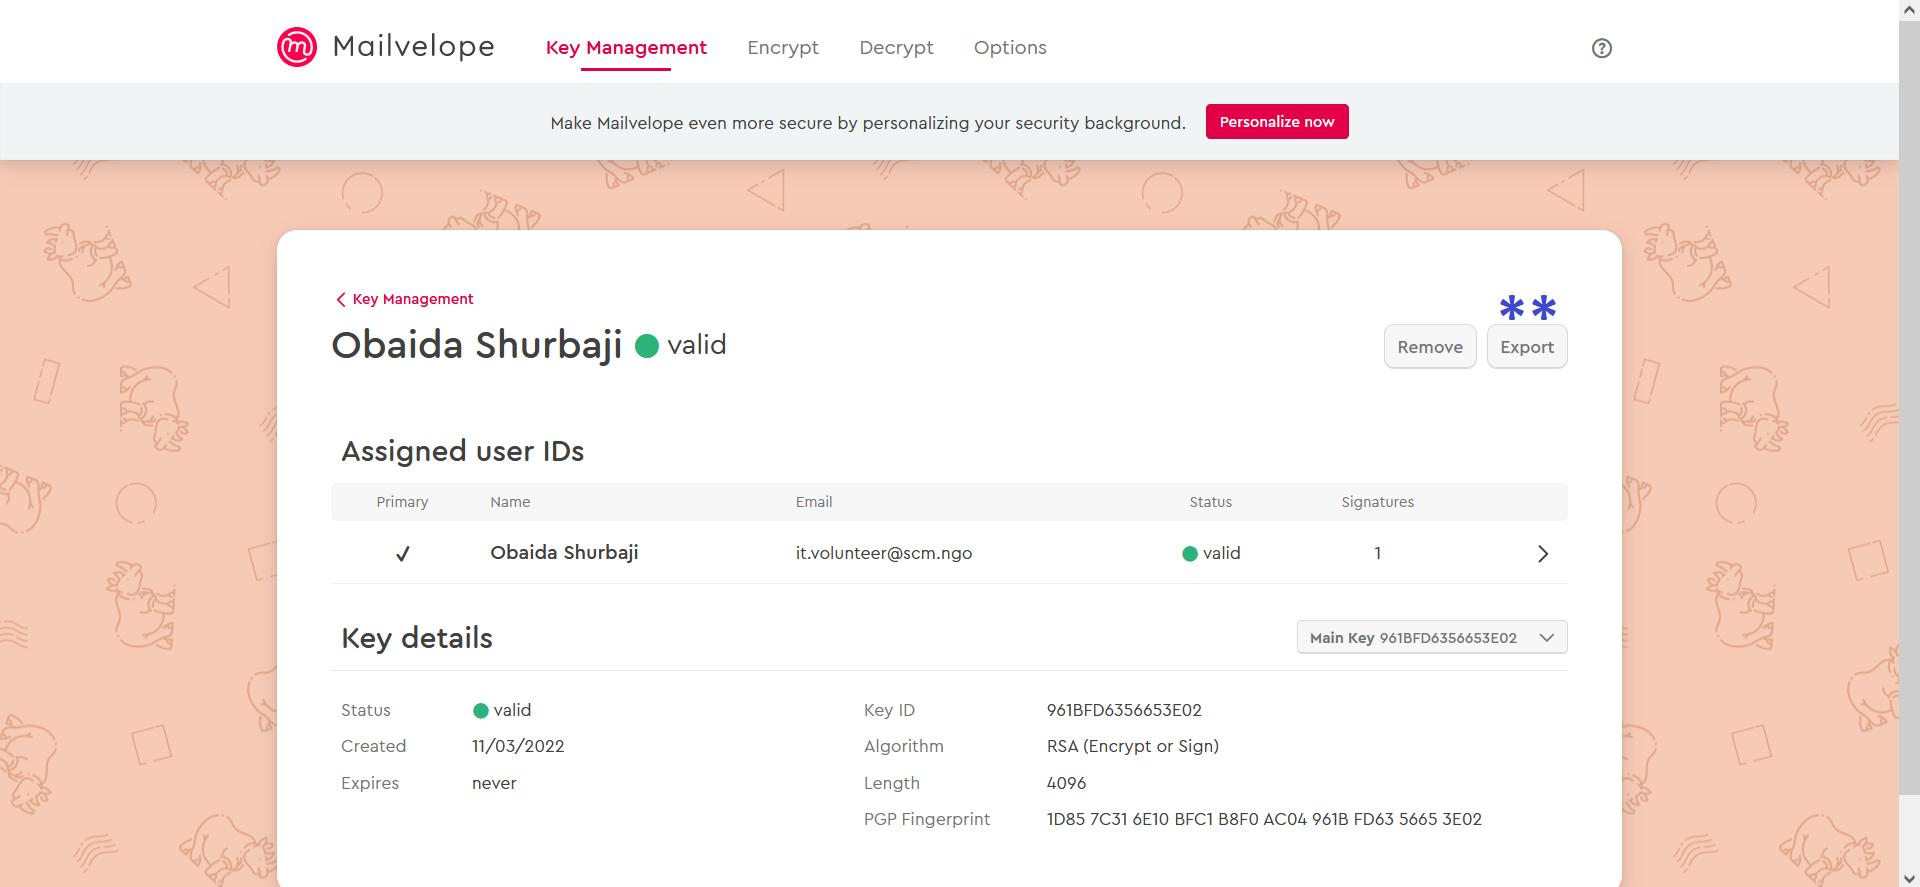 Mailvelope Key Management Encrypt Decrypt Options
Make Mailvelope even more secure by personalizing your security background. Personalize now
Key Management
**
Obaida Shurbaji valid Remove Export
Assigned user IDs
Primary Name Email Status Signatures
Obaida Shurbaji it.volunteer@scm.ngo valid 1
Key details Main Key 961BFD6356653E02
Status valid Key ID 961BFD6356653E02
Created 11/03/2022 Algorithm RSA (Encrypt or Sign)
Expires never Length 4096
PGP Fingerprint 1D85 7C31 6E10 BFC1 B8F0 AC04 961B FD63 5665 3E02